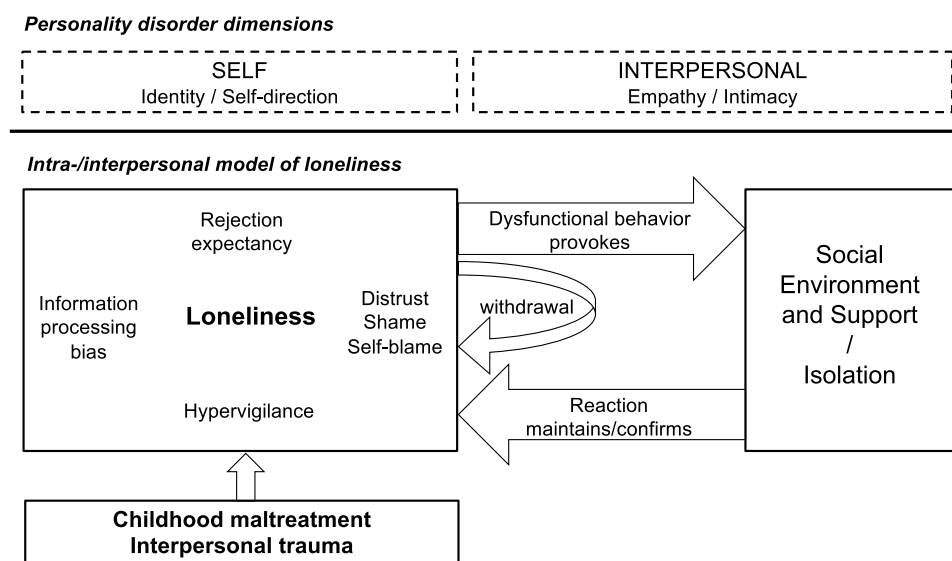 Personality disorder dimensions
SELF
Identity / Self-direction
INTERPERSONAL
Empathy / Intimacy
Intra-/interpersonal model of loneliness
Rejection
expectancy
Information
processing
bias
Loneliness
Distrust
Shame
Self-blame
Hypervigilance
Dysfunctional behavior
provokes
withdrawal
Reaction
maintains/confirms
Social
Environment
and Support
/
Isolation
Childhood maltreatment
Interpersonal trauma